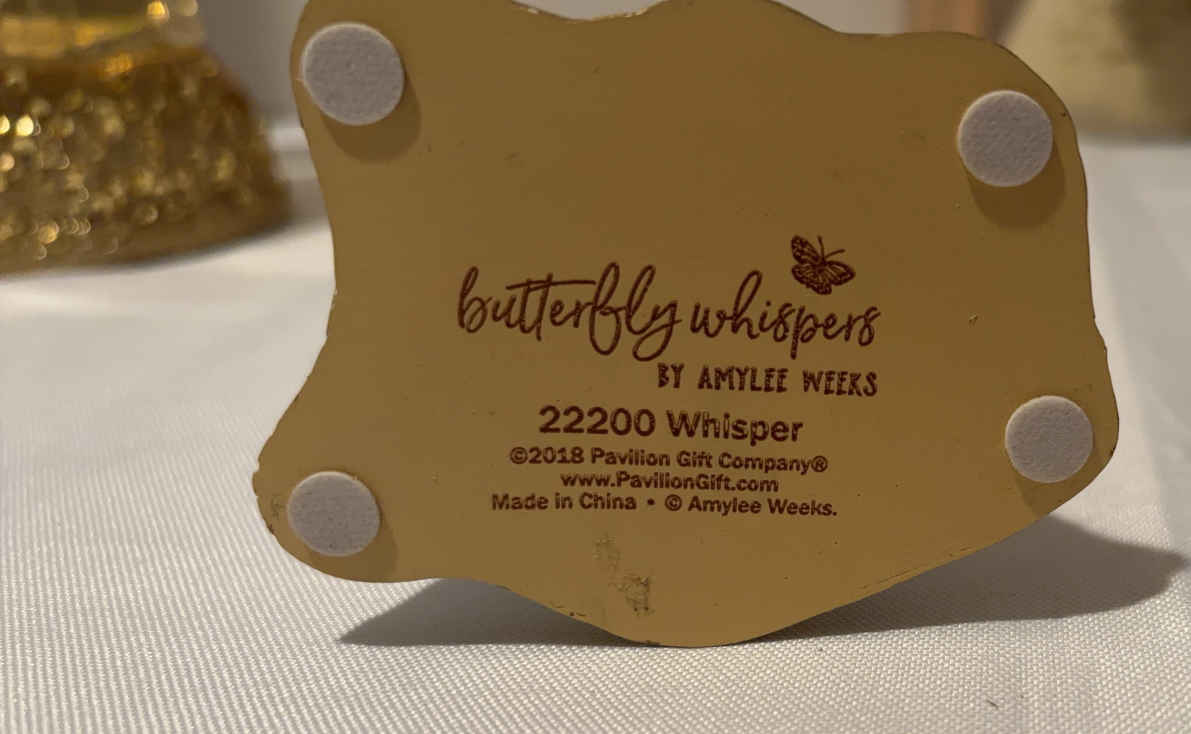 butterfly whispers
BY AMYLEE WEEKS
22200 Whisper
©2018 Pavilion Gift Company®
www.PavilionGift.com
Made in China • © Amylee Weeks.